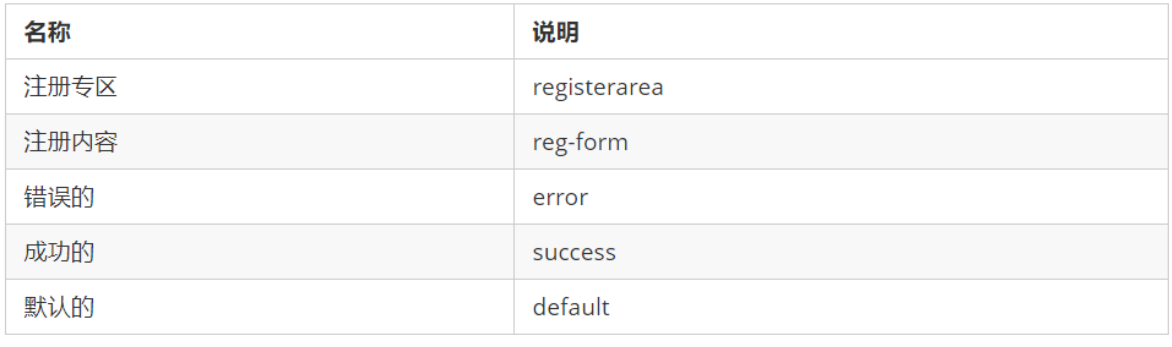 名称 说明
注册专区 registerarea
注册内容 reg-form
错误的 error
成功的 success
默认的 default